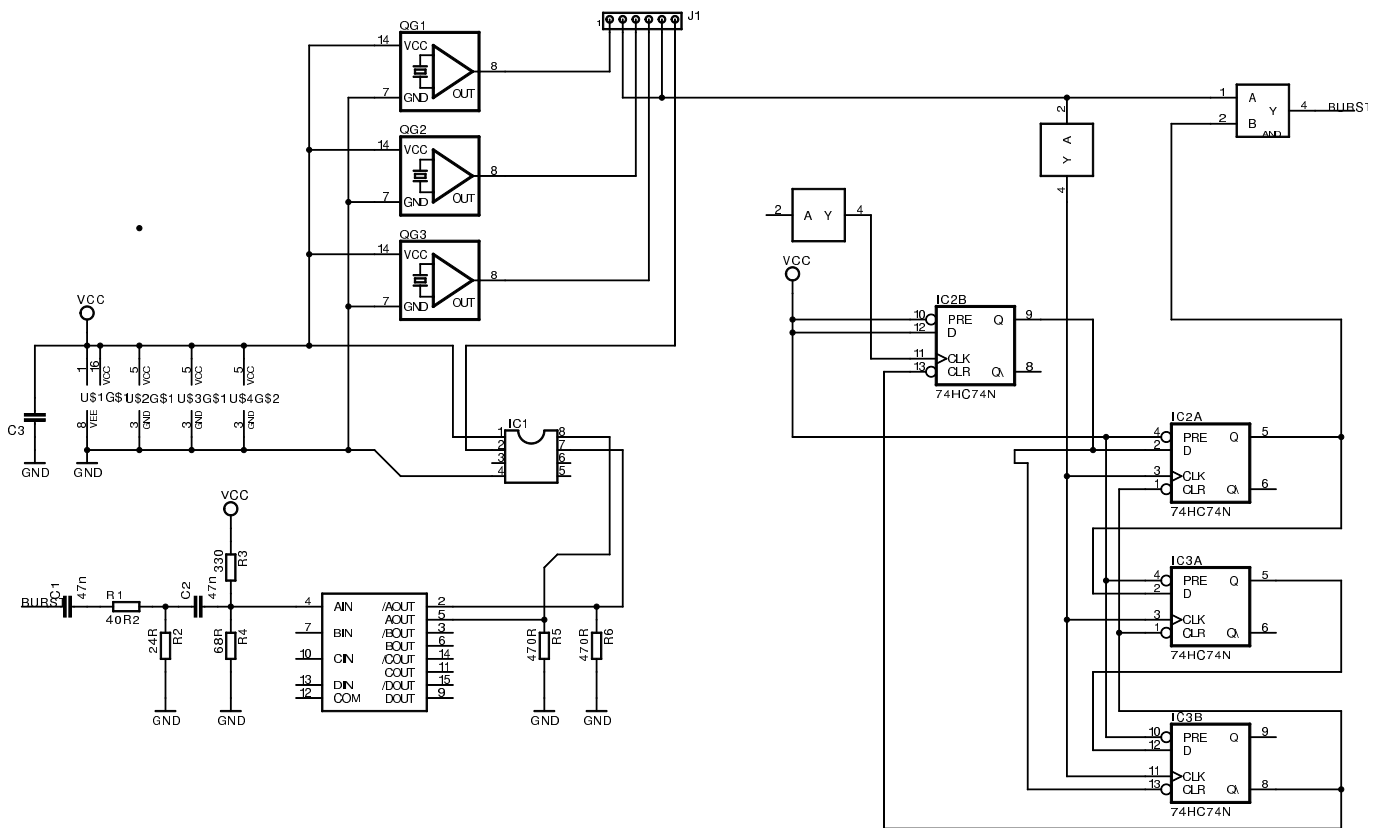 J1
1
QG1
14 VCC
8
7 GND OUT
QG2
14 VCC
8
7 GND OUT
QG3
14 VCC
8
7 GND OUT
1 A
Y 4 BURST
2 B
AND
2
A
Y
4
2 A Y 4
VCC
IC2B
10 PRE Q 9
12 D
11 CLK
13 CLR Q\ 8
74HC74N
VCC
1 16 VCC 5 VCC 5 VCC 5 VCC
U$1G$1 U$2G$1 U$3G$1 U$4G$2
8 VEE 3 GND 3 GND 3 GND
C3
GND
GND
IC1
1 8
2 7
3 6
4 5
IC2A
4 PRE Q 5
2 D
3 CLK
1 CLR Q\ 6
74HC74N
VCC
330 R3
BURST
C1 47n
R1
40R2
C2 47n
24R R2
68R R4
GND
GND
4 AIN /AOUT 2
AOUT 5
7 BIN /BOUT 3
BOUT 6
10 CIN /COUT 14
COUT 11
13 DIN /DOUT 15
12 COM DOUT 9
470R R5
470R R6
GND
GND
IC3A
4 PRE Q 5
2 D
3 CLK
1 CLR Q\ 6
74HC74N
IC3B
10 PRE Q 9
12 D
11 CLK
13 CLR Q\ 8
74HC74N